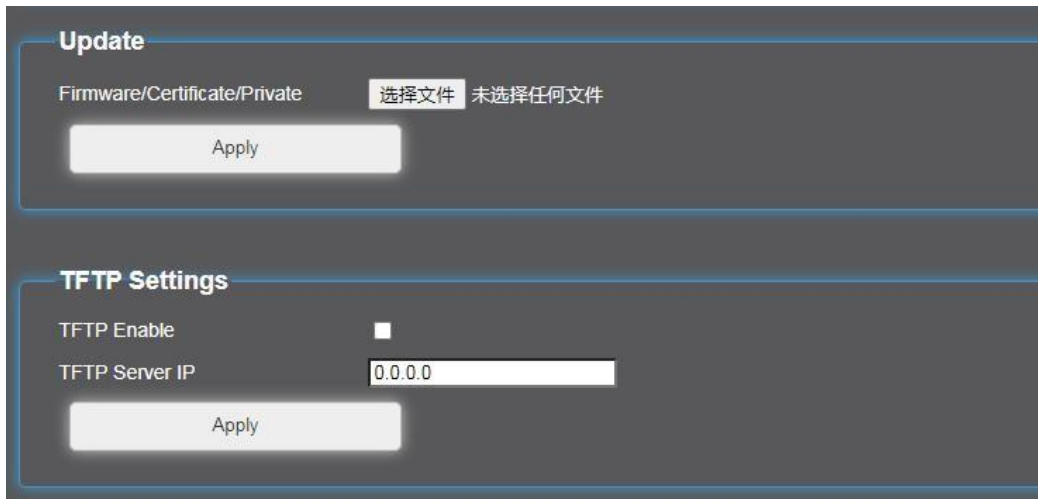 Update
Firmware/Certificate/Private 选择文件 未选择任何文件
Apply
TFTP Settings
TFTP Enable
TFTP Server IP 0.0.0.0
Apply